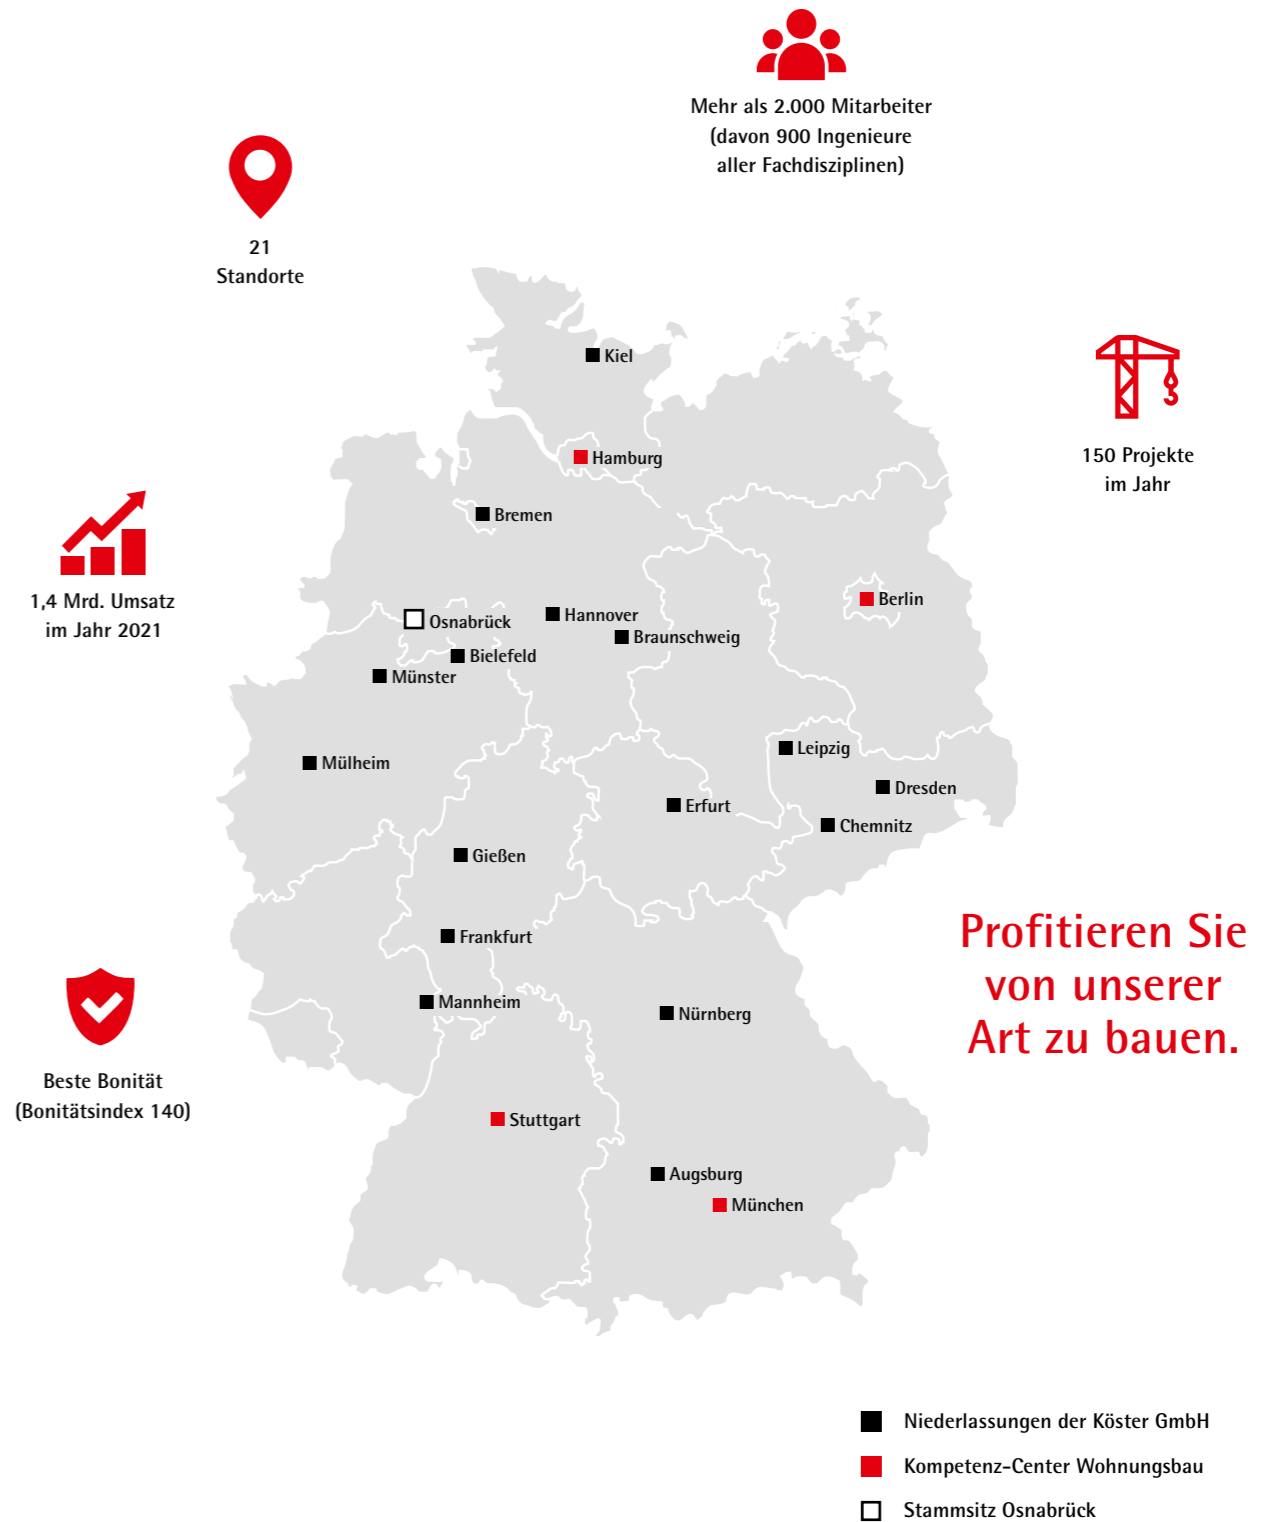 Mehr als 2.000 Mitarbeiter
(davon 900 Ingenieure
aller Fachdisziplinen)
21
Standorte
150 Projekte
im Jahr
1,4 Mrd. Umsatz
im Jahr 2021
Beste Bonität
(Bonitätsindex 140)
Kiel
Hamburg
Bremen
Berlin
Osnabrück
Hannover
Braunschweig
Bielefeld
Münster
Leipzig
Mülheim
Dresden
Erfurt
Chemnitz
Gießen
Frankfurt
Mannheim
Nürnberg
Stuttgart
Augsburg
München
Profitieren Sie
von unserer
Art zu bauen.
Niederlassungen der Köster GmbH
Kompetenz-Center Wohnungsbau
Stammsitz Osnabrück